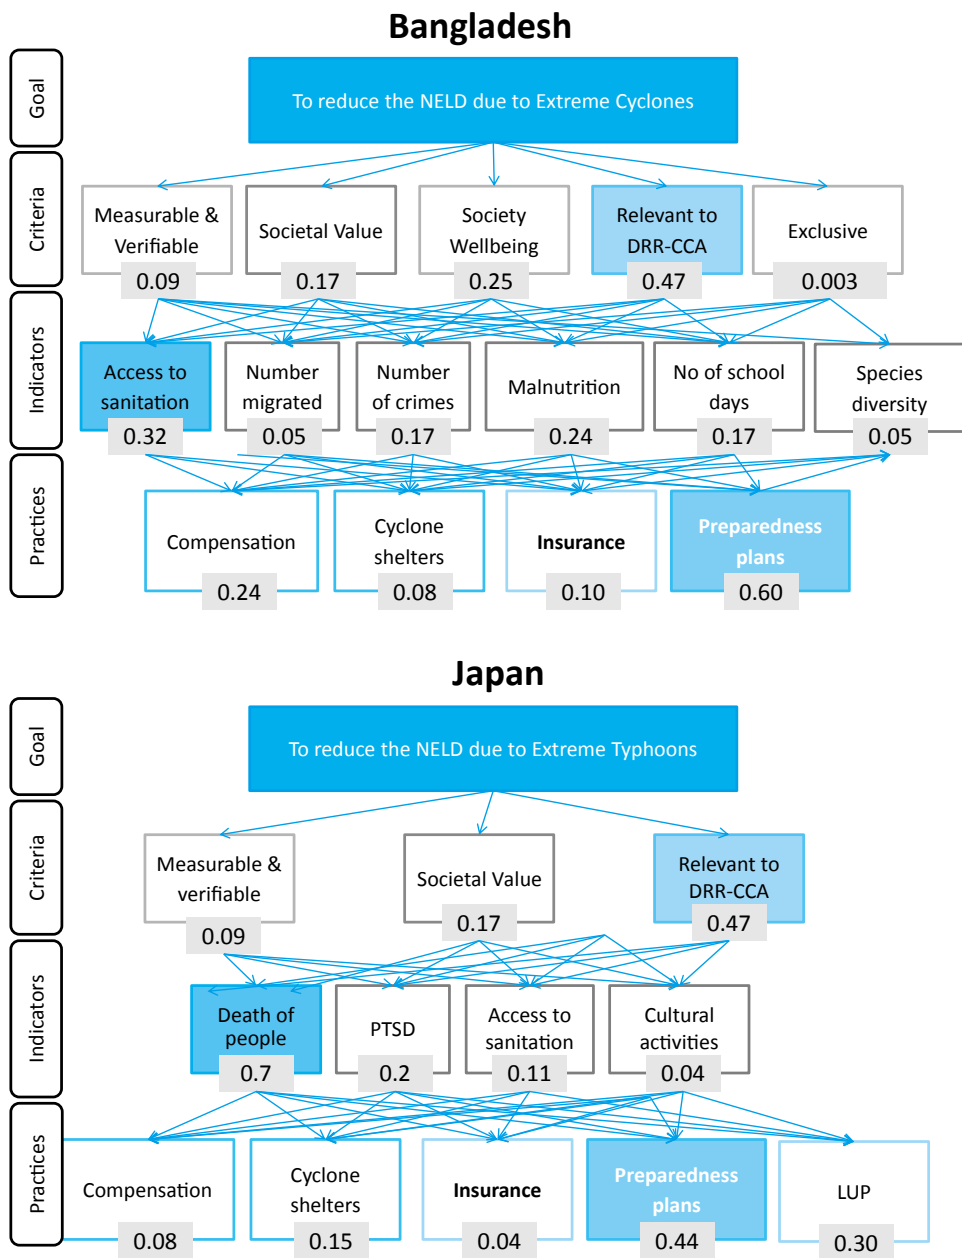 Bangladesh
Goal
To reduce the NELD due to Extreme Cyclones
Criteria
Measurable &
Verifiable
0.09
Societal Value
0.17
Society
Wellbeing
0.25
Relevant to
DRR-CCA
0.47
Exclusive
0.003
Indicators
Access to
sanitation
0.32
Number
migrated
0.05
Number
of crimes
0.17
Malnutrition
0.24
No of school
days
0.17
Species
diversity
0.05
Practices
Compensation
0.24
Cyclone
shelters
0.08
Insurance
0.10
Preparedness
plans
0.60
Japan
Goal
To reduce the NELD due to Extreme Typhoons
Criteria
Measurable &
verifiable
0.09
Societal Value
0.17
Relevant to
DRR-CCA
0.47
Indicators
Death of
people
0.7
PTSD
0.2
Access to
sanitation
0.11
Cultural
activities
0.04
Practices
Compensation
0.08
Cyclone
shelters
0.15
Insurance
0.04
Preparedness
plans
0.44
LUP
0.30